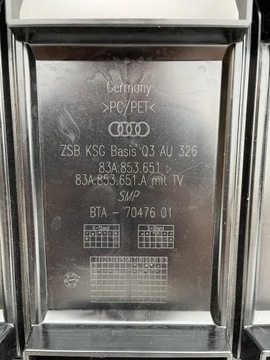 Germany
>PC/PET<
ZSB KSG Basis Q3 AU 326
83A.853.651
83A.853.651.A mit TV
SMP
BTA - 70476 01